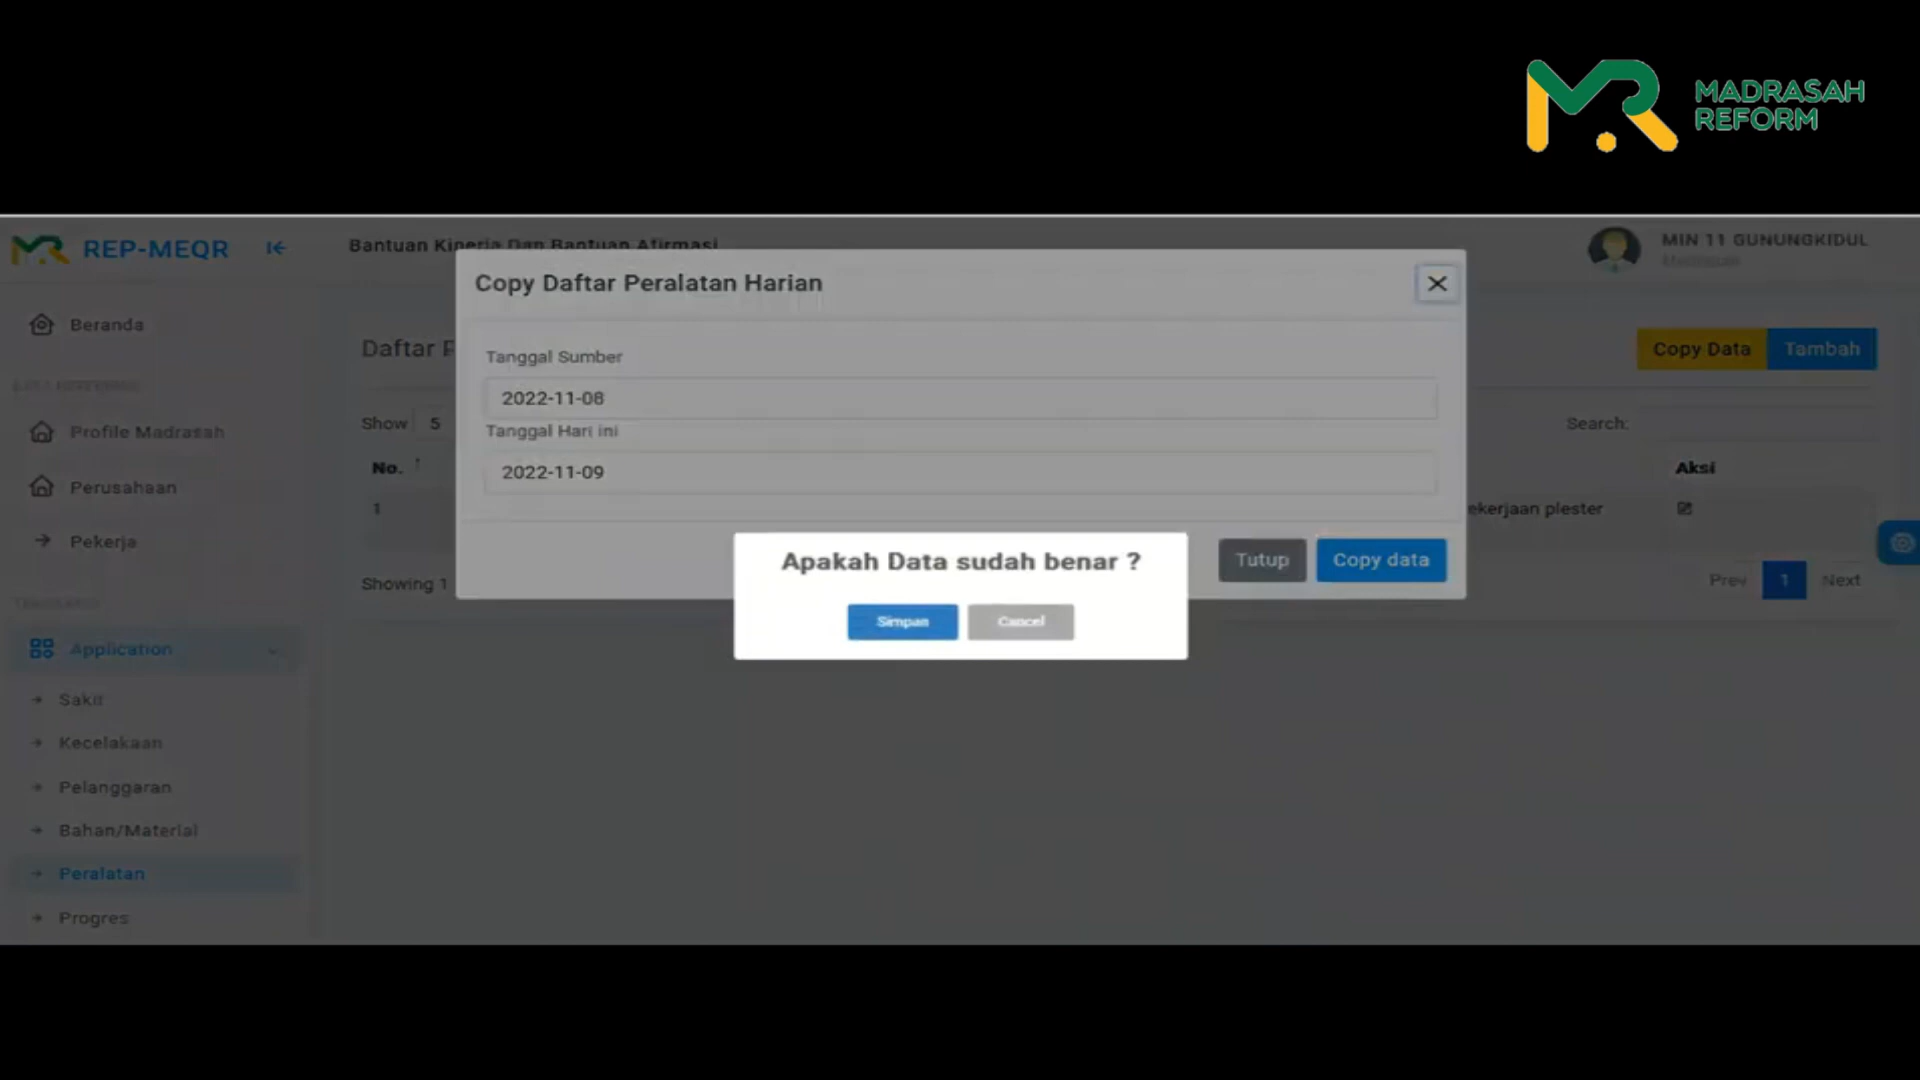 MADRASAH
REFORM
REP-MEQR
Bantuan Kinerja Dan Bantuan Afirmasi
MIN 11 GUNUNGKIDUL
Copy Daftar Peralatan Harian
Beranda
Daftar P
Copy Data
Tambah
Tanggal Sumber
2022-11-08
Show 5
Search:
Tanggal Hari ini
Profile Madrasah
2022-11-09
No.
Aksi
Perusahaan
1
ekerjaan plester
Pekerja
Apakah Data sudah benar ?
Tutup
Copy data
Showing 1
Prev
1
Next
Simpan
Cancel
Application
Sakit
Kecelakaan
Pelanggaran
Bahan/Material
Peralatan
Progres